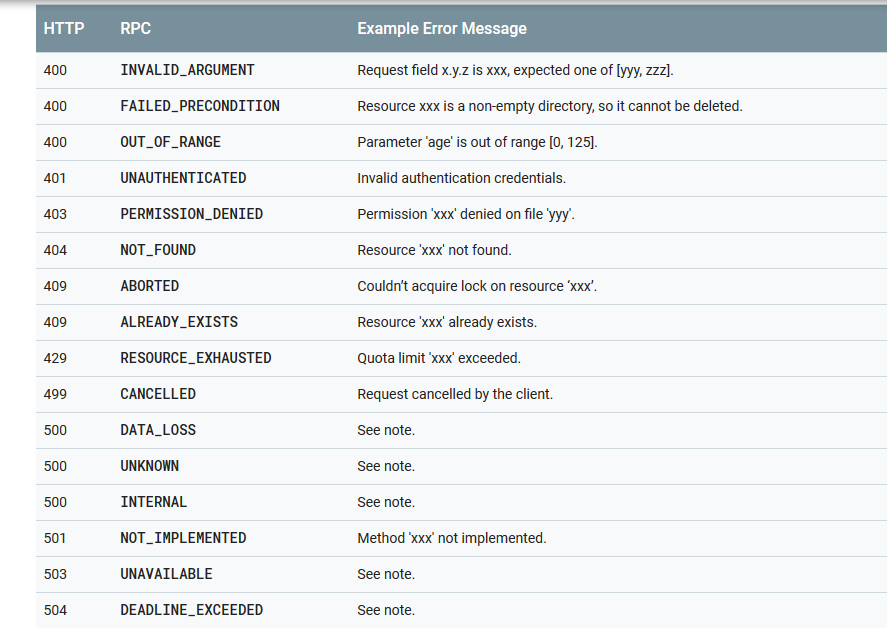 HTTP RPC Example Error Message
400 INVALID_ARGUMENT Request field x.y.z is xxx, expected one of [yyy, zzz].
400 FAILED_PRECONDITION Resource xxx is a non-empty directory, so it cannot be deleted.
400 OUT_OF_RANGE Parameter 'age' is out of range [0, 125].
401 UNAUTHENTICATED Invalid authentication credentials.
403 PERMISSION_DENIED Permission 'xxx' denied on file 'yyy'.
404 NOT_FOUND Resource 'xxx' not found.
409 ABORTED Couldn’t acquire lock on resource ‘xxx’.
409 ALREADY_EXISTS Resource 'xxx' already exists.
429 RESOURCE_EXHAUSTED Quota limit 'xxx' exceeded.
499 CANCELLED Request cancelled by the client.
500 DATA_LOSS See note.
500 UNKNOWN See note.
500 INTERNAL See note.
501 NOT_IMPLEMENTED Method 'xxx' not implemented.
503 UNAVAILABLE See note.
504 DEADLINE_EXCEEDED See note.